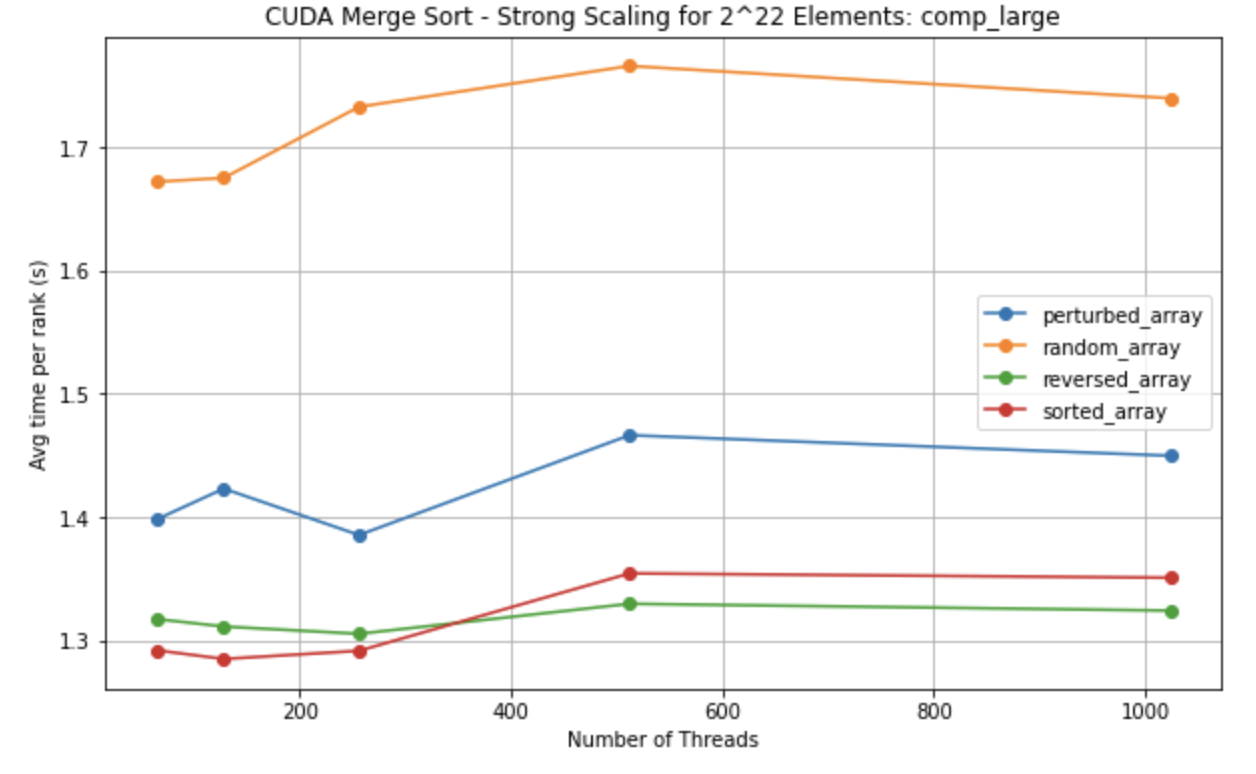 CUDA Merge Sort - Strong Scaling for 2^22 Elements: comp_large
Avg time per rank (s)
1.7
1.6
1.5
1.4
1.3
perturbed_array
random_array
reversed_array
sorted_array
200 400 600 800 1000
Number of Threads